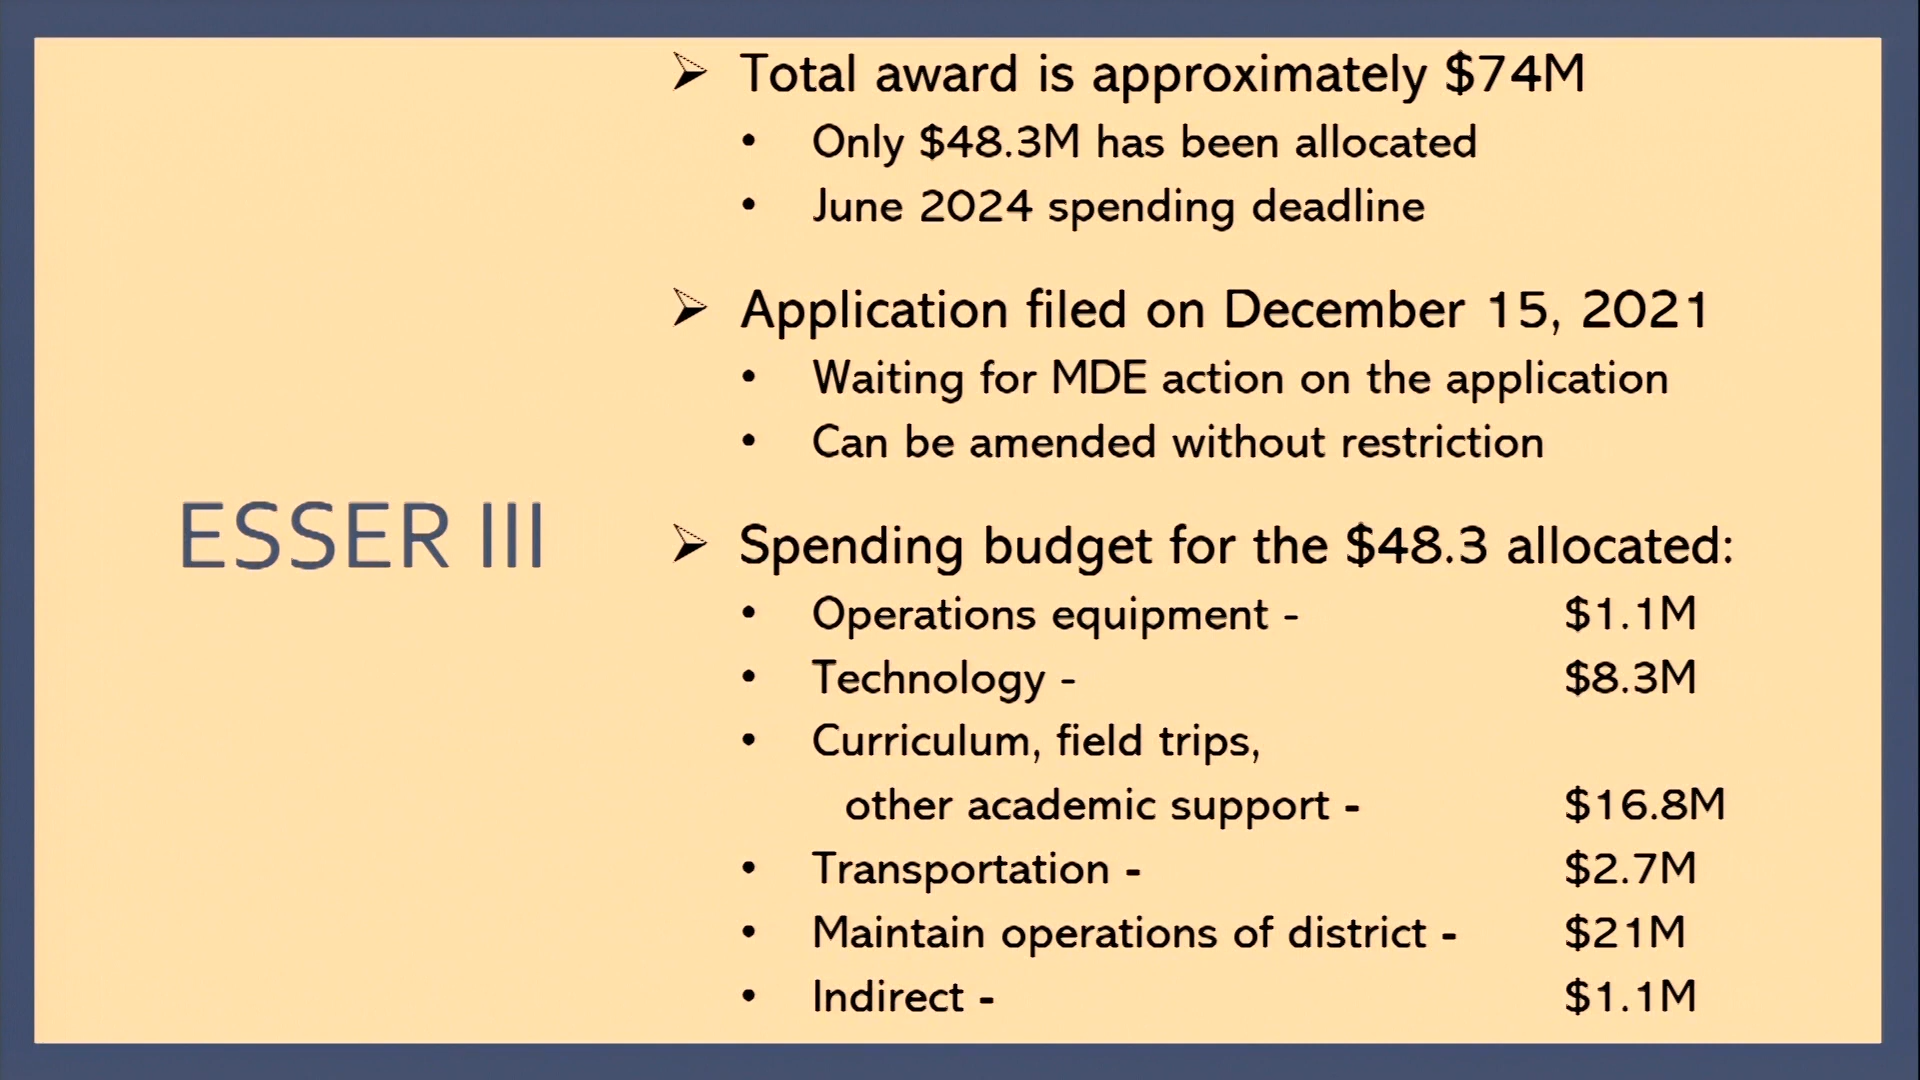 ESSER III
Total award is approximately $74M
Only $48.3M has been allocated
June 2024 spending deadline
Application filed on December 15, 2021
Waiting for MDE action on the application
Can be amended without restriction
Spending budget for the $48.3 allocated:
Operations equipment - $1.1M
Technology - $8.3M
Curriculum, field trips,
other academic support - $16.8M
Transportation - $2.7M
Maintain operations of district - $21M
Indirect - $1.1M